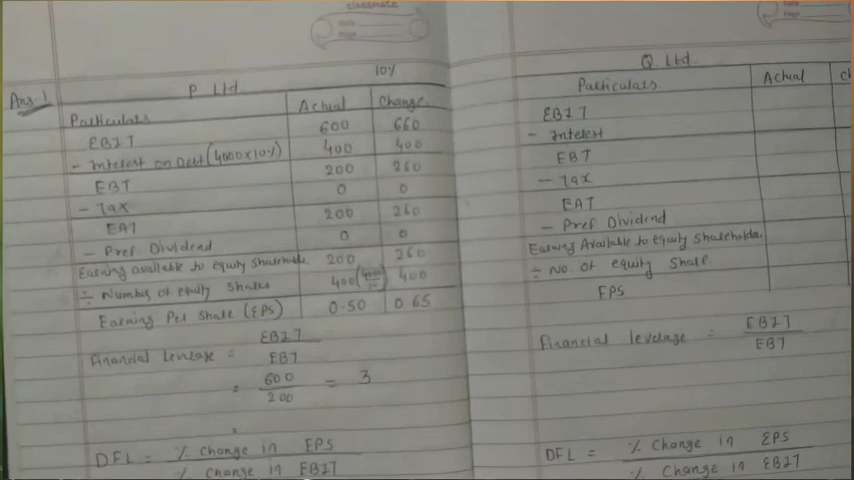 classmate
Date
Page
Ans-1
P Ltd
10%
Particulars Actual Change
EBIT 600 660
- Interest on Debt (4000x10%) 400 400
EBT 200 260
- Tax 0 0
EAT 200 260
- Pref Dividend 0 0
Earning available to equity 200 260
÷ Number of equity shares 400 400
Earning Per Share (EPS) 0.50 0.65
Financial leverage = EBIT
EBT
= 600 = 3
200
DFL = % Change in EPS
% Change in EBIT
Q. Ltd
Particulars Actual
EBIT
- Interest
EBT
- Tax
EAT
- Pref Dividend
Earning Available to equity
÷ No. of equity Share
EPS
Financial leverage = EBIT
EBT
DFL = % Change in EPS
% Change in EBIT